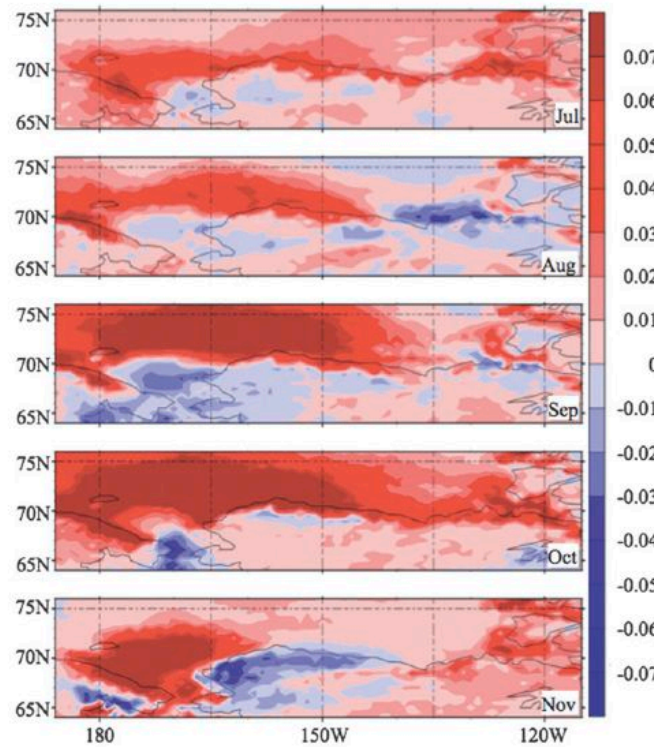 75N
70N
65N
Jul
75N
70N
65N
Aug
75N
70N
65N
Sep
75N
70N
65N
Oct
75N
70N
65N
Nov
180 150W 120W
0.07
0.06
0.05
0.04
0.03
0.02
0.01
0
-0.01
-0.02
-0.03
-0.04
-0.05
-0.06
-0.07